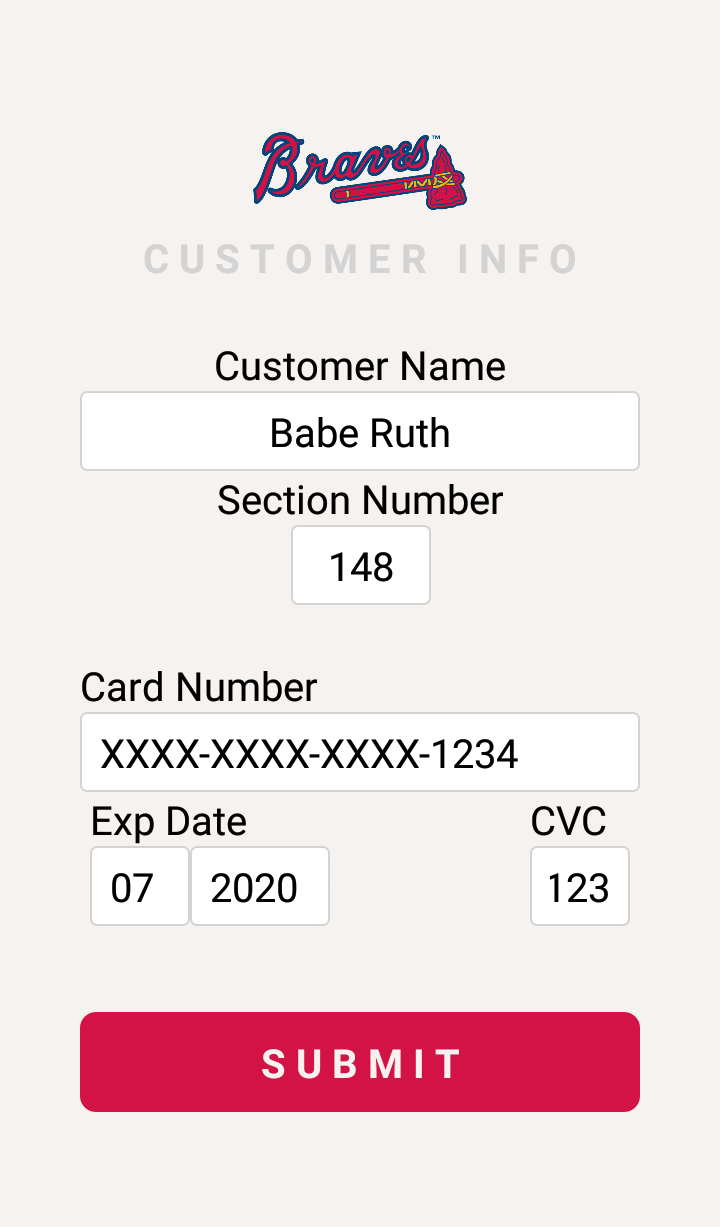 Braves™
CUSTOMER INFO
Customer Name
Babe Ruth
Section Number
148
Card Number
XXXX-XXXX-XXXX-1234
Exp Date CVC
07 2020 123
SUBMIT